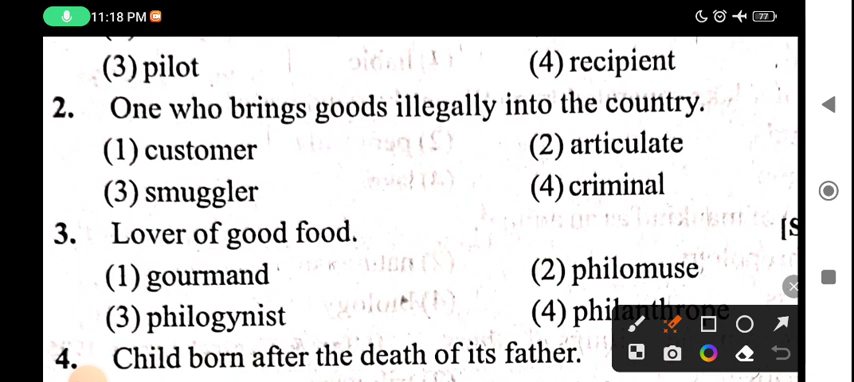 11:18 PM
77
(3) pilot (4) recipient
2. One who brings goods illegally into the country.
(1) customer (2) articulate
(3) smuggler (4) criminal
3. Lover of good food. [S
(1) gourmand (2) philomuse
(3) philogynist (4) philanthrope
4. Child born after the death of its father.